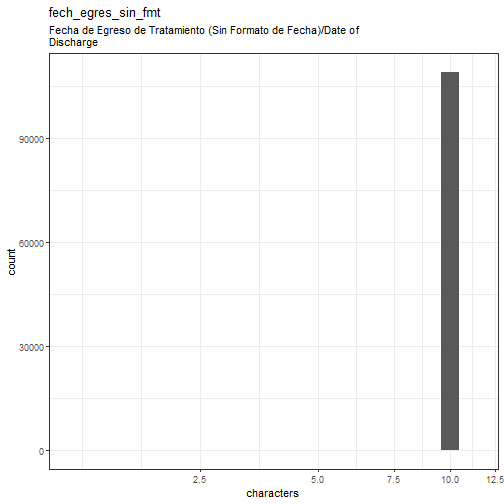 fech_egres_sin_fmt
Fecha de Egreso de Tratamiento (Sin Formato de Fecha)/Date of
Discharge
90000
60000
30000
0
count
2.5 5.0 7.5 10.0 12.5
characters